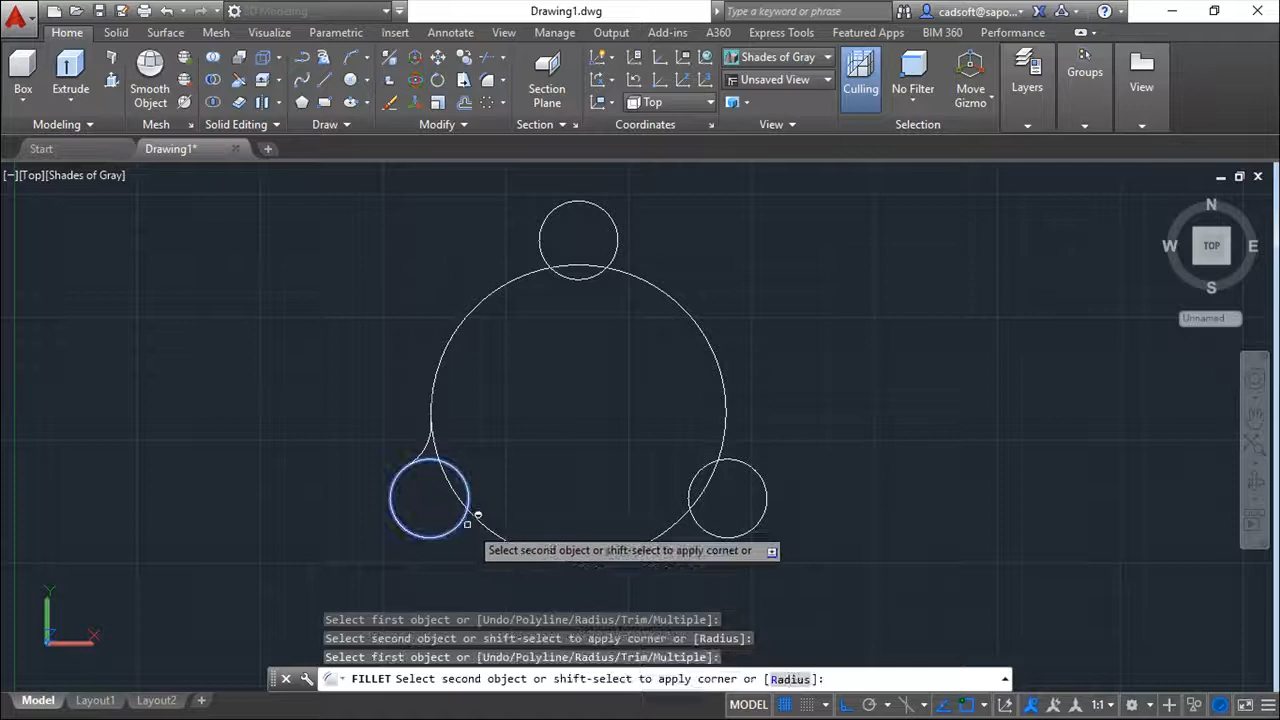 3D Modeling
Drawing1.dwg
Type a keyword or phrase
cadsoft@sapo...
Home Solid Surface Mesh Visualize Parametric Insert Annotate View Manage Output Add-ins A360 Express Tools Featured Apps BIM 360 Performance
Box
Extrude
Smooth Object
Section Plane
Top
Shades of Gray
Unsaved View
Culling
No Filter
Move Gizmo
Layers
Groups
View
Modeling Mesh Solid Editing Draw Modify Section Coordinates View Selection
Start Drawing1*
[−][Top][Shades of Gray]
N
W TOP E
S
Unnamed
Select second object or shift-select to apply cornet or
Y
X
Select first object or [Undo/Polyline/Radius/Trim/Multiple]:
Select second object or shift-select to apply corner or [Radius]:
Select first object or [Undo/Polyline/Radius/Trim/Multiple]:
FILLET Select second object or shift-select to apply corner or [Radius]:
Model Layout1 Layout2 +
MODEL
1:1